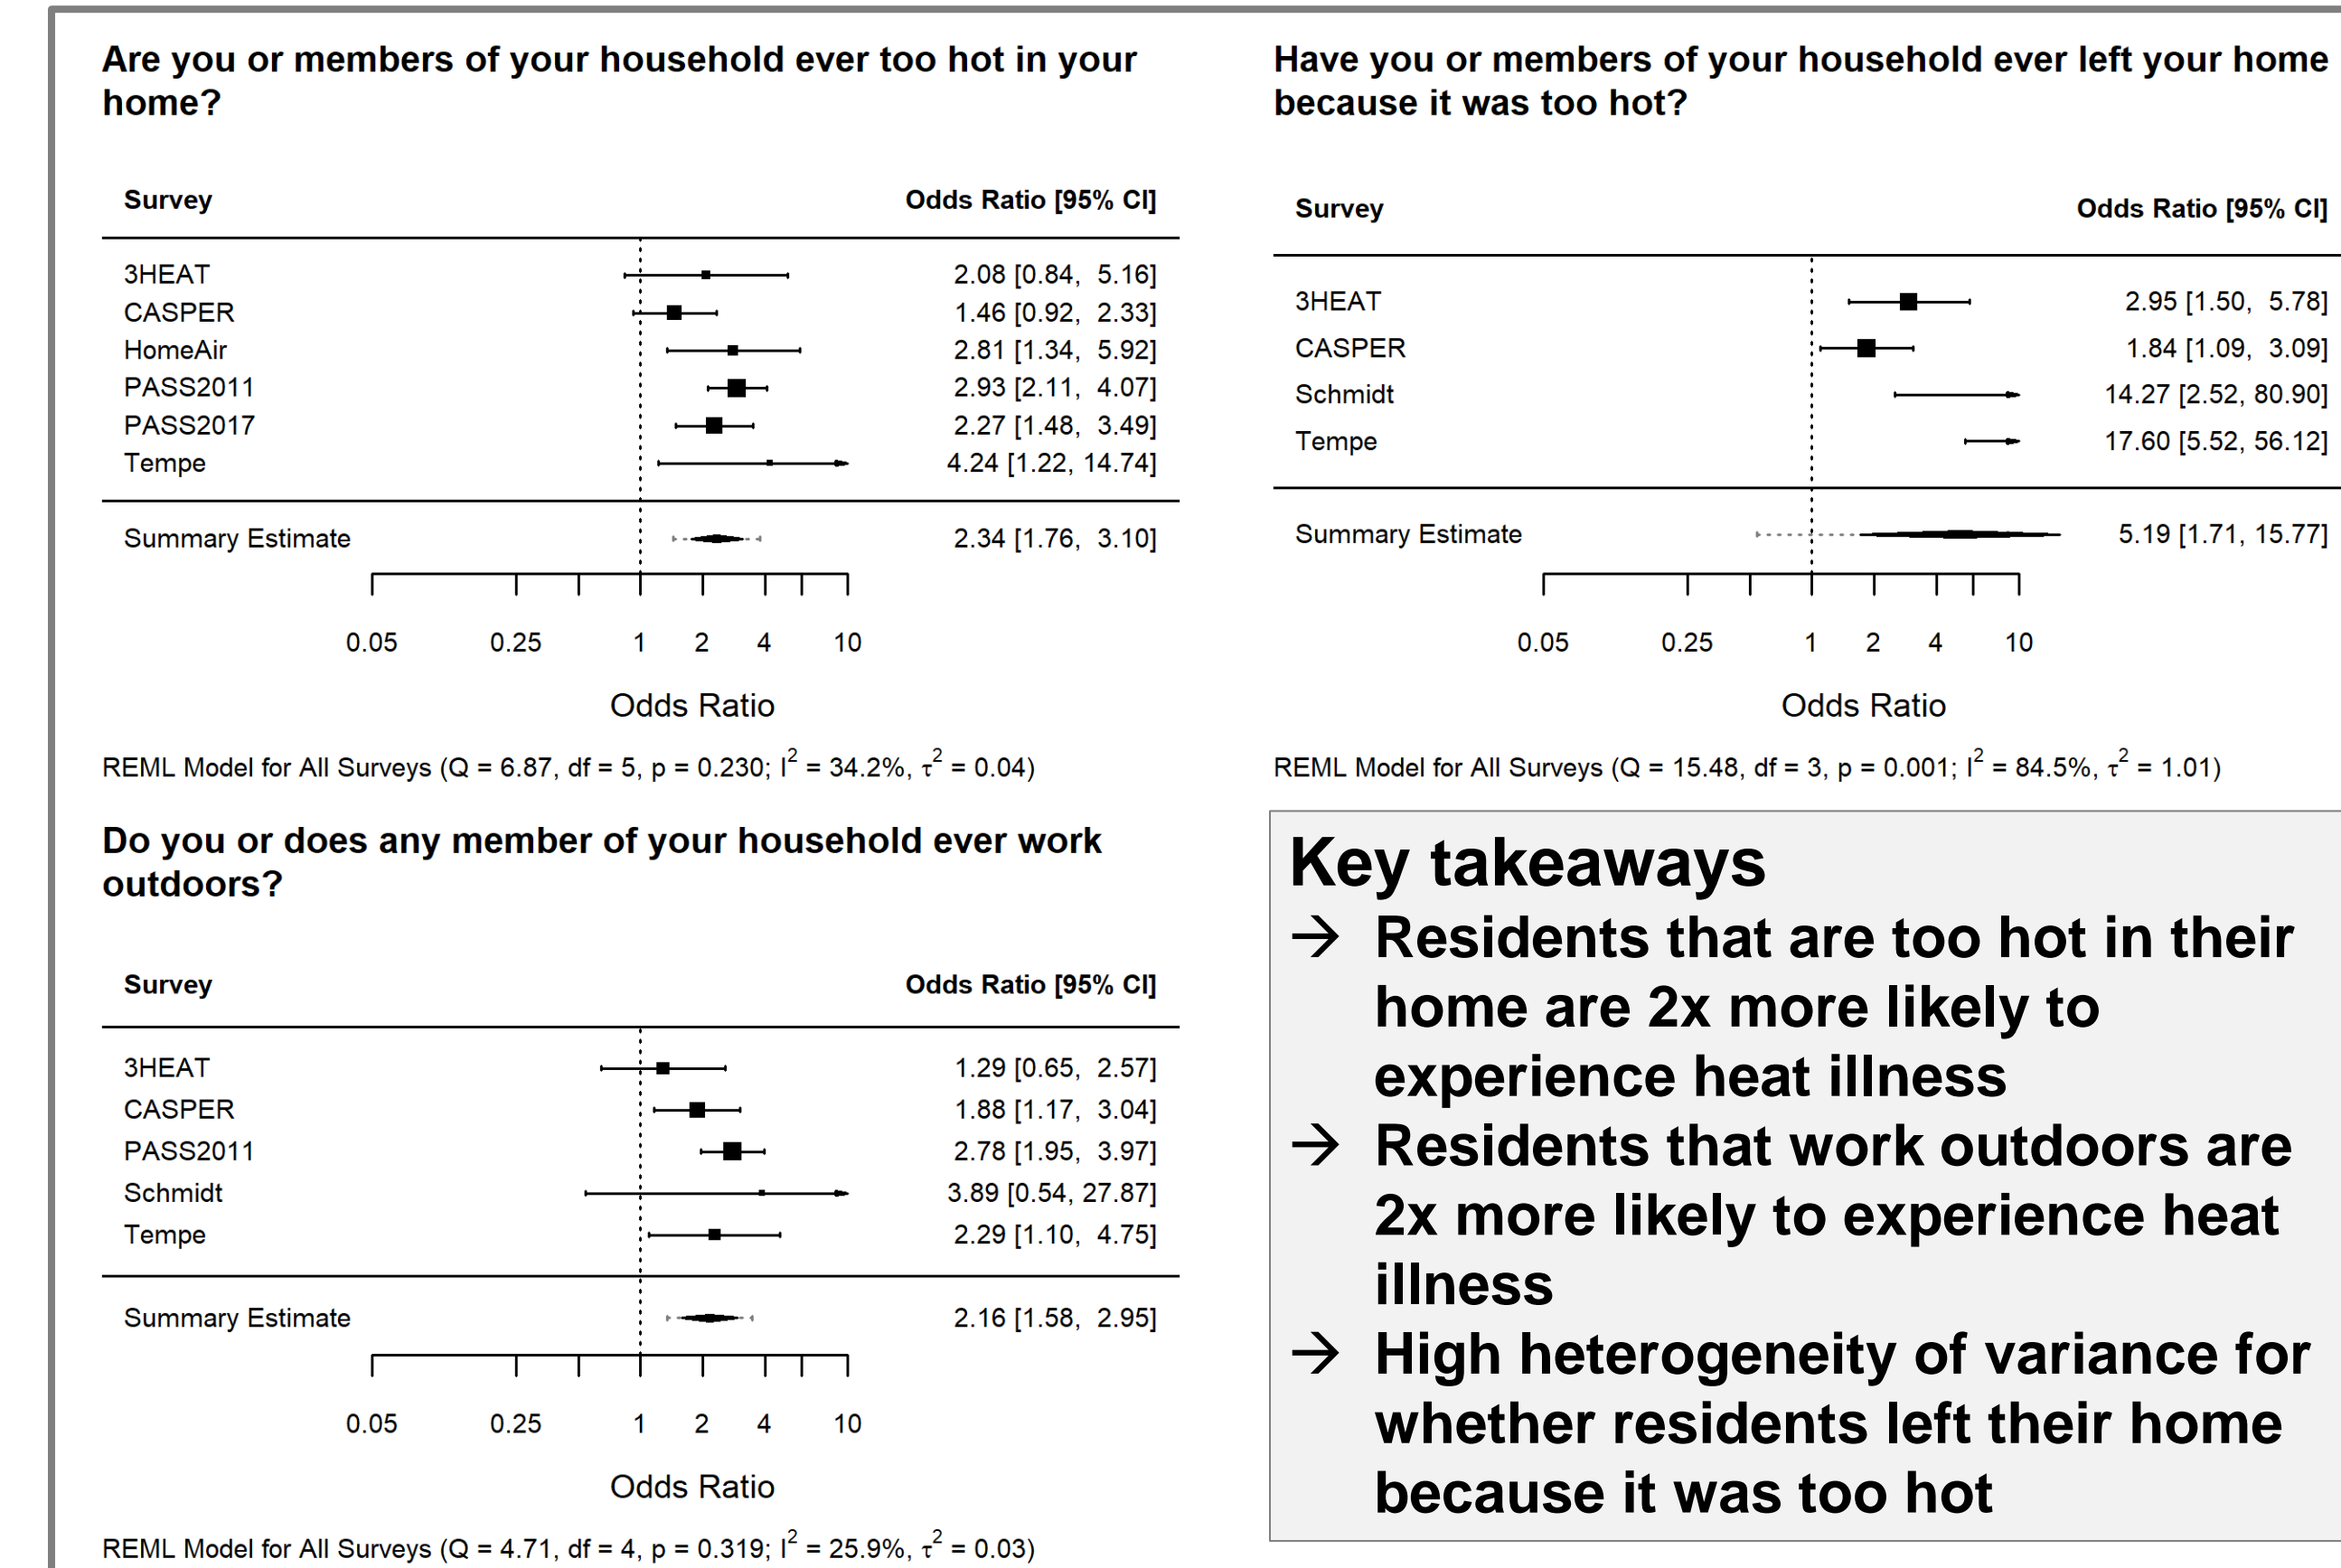 Are you or members of your household ever too hot in your
home?
Survey Odds Ratio [95% CI]
3HEAT 2.08 [0.84, 5.16]
CASPER 1.46 [0.92, 2.33]
HomeAir 2.81 [1.34, 5.92]
PASS2011 2.93 [2.11, 4.07]
PASS2017 2.27 [1.48, 3.49]
Tempe 4.24 [1.22, 14.74]
Summary Estimate 2.34 [1.76, 3.10]
0.05 0.25 1 2 4 10
Odds Ratio
REML Model for All Surveys (Q = 6.87, df = 5, p = 0.230; I² = 34.2%, τ² = 0.04)
Have you or members of your household ever left your home
because it was too hot?
Survey Odds Ratio [95% CI]
3HEAT 2.95 [1.50, 5.78]
CASPER 1.84 [1.09, 3.09]
Schmidt 14.27 [2.52, 80.90]
Tempe 17.60 [5.52, 56.12]
Summary Estimate 5.19 [1.71, 15.77]
0.05 0.25 1 2 4 10
Odds Ratio
REML Model for All Surveys (Q = 15.48, df = 3, p = 0.001; I² = 84.5%, τ² = 1.01)
Do you or does any member of your household ever work
outdoors?
Survey Odds Ratio [95% CI]
3HEAT 1.29 [0.65, 2.57]
CASPER 1.88 [1.17, 3.04]
PASS2011 2.78 [1.95, 3.97]
Schmidt 3.89 [0.54, 27.87]
Tempe 2.29 [1.10, 4.75]
Summary Estimate 2.16 [1.58, 2.95]
0.05 0.25 1 2 4 10
Odds Ratio
REML Model for All Surveys (Q = 4.71, df = 4, p = 0.319; I² = 25.9%, τ² = 0.03)
Key takeaways
→ Residents that are too hot in their
home are 2x more likely to
experience heat illness
→ Residents that work outdoors are
2x more likely to experience heat
illness
→ High heterogeneity of variance for
whether residents left their home
because it was too hot